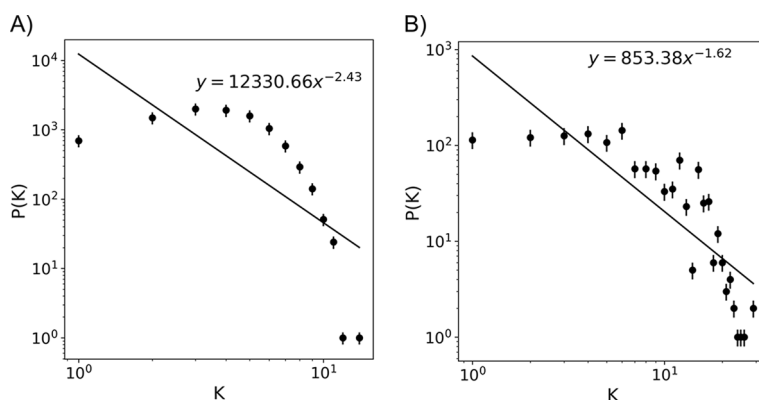 A)
y = 12330.66x^{-2.43}
P(K)
10^4
10^3
10^2
10^1
10^0
10^0
10^1
K
B)
y = 853.38x^{-1.62}
P(K)
10^3
10^2
10^1
10^0
10^0
10^1
K